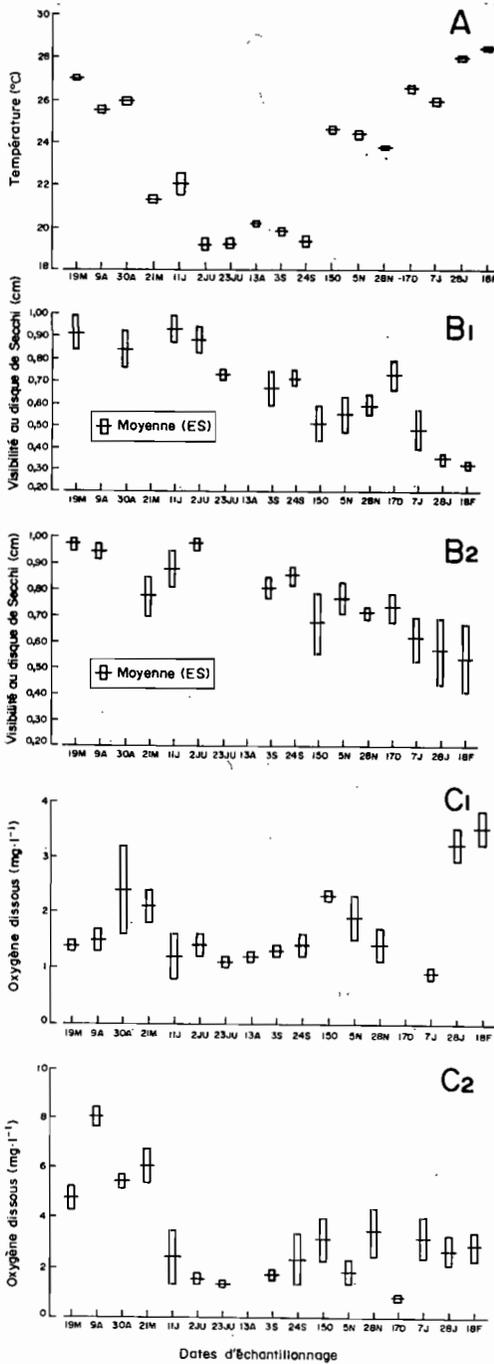 A
Température (°C)
30
28
26
24
22
20
18
19M 9A 30A 21M 11J 2JU 23JU 13A 3S 24S 15O 5N 28N 17D 7J 28J 18F
B1
Visibilité au disque de Secchi (cm)
1,00
0,90
0,80
0,70
0,60
0,50
0,40
0,30
0,20
Moyenne (ES)
19M 9A 30A 21M 11J 2JU 23JU 13A 3S 24S 15O 5N 28N 17D 7J 28J 18F
B2
Visibilité au disque de Secchi (cm)
1,00
0,90
0,80
0,70
0,60
0,50
0,40
0,30
0,20
Moyenne (ES)
19M 9A 30A 21M 11J 2JU 3S 24S 15O 5N 28N 17D 7J 28J 18F
C1
Oxygène dissous (mg·l⁻¹)
4
3
2
1
0
19M 9A 30A 21M 11J 2JU 23JU 13A 3S 24S 15O 5N 28N 17D 7J 28J 18F
C2
Oxygène dissous (mg·l⁻¹)
10
8
6
4
2
0
19M 9A 30A 21M 11J 2JU 23JU 3S 24S 15O 5N 28N 17D 7J 28J 18F
Dates d'échantillonnage